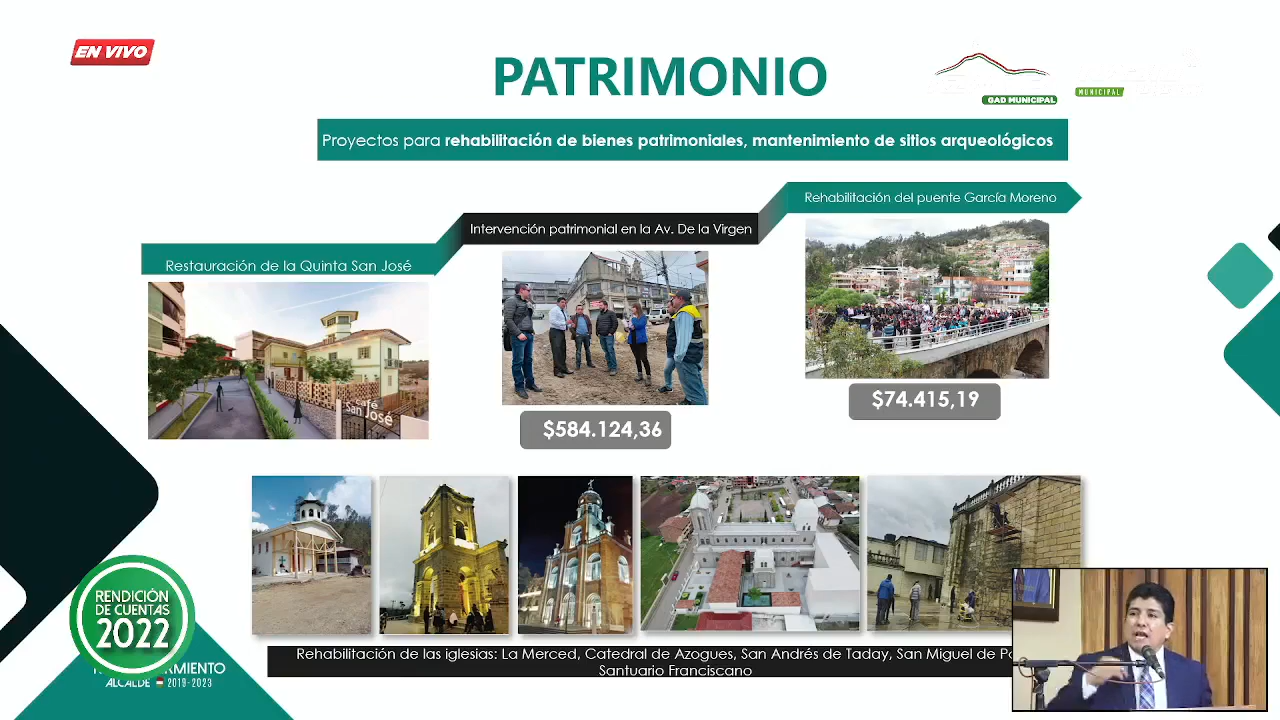 EN VIVO
PATRIMONIO
GAD MUNICIPAL
MUNICIPAL
Proyectos para rehabilitación de bienes patrimoniales, mantenimiento de sitios arqueológicos
Rehabilitación del puente García Moreno
Intervención patrimonial en la Av. De la Virgen
Restauración de la Quinta San José
café
San José
$74.415,19
$584.124,36
RENDICIÓN
DE CUENTAS
2022
ALCALDE 2019-2023
Rehabilitación de las iglesias: La Merced, Catedral de Azogues, San Andrés de Taday, San Miguel de
Santuario Franciscano